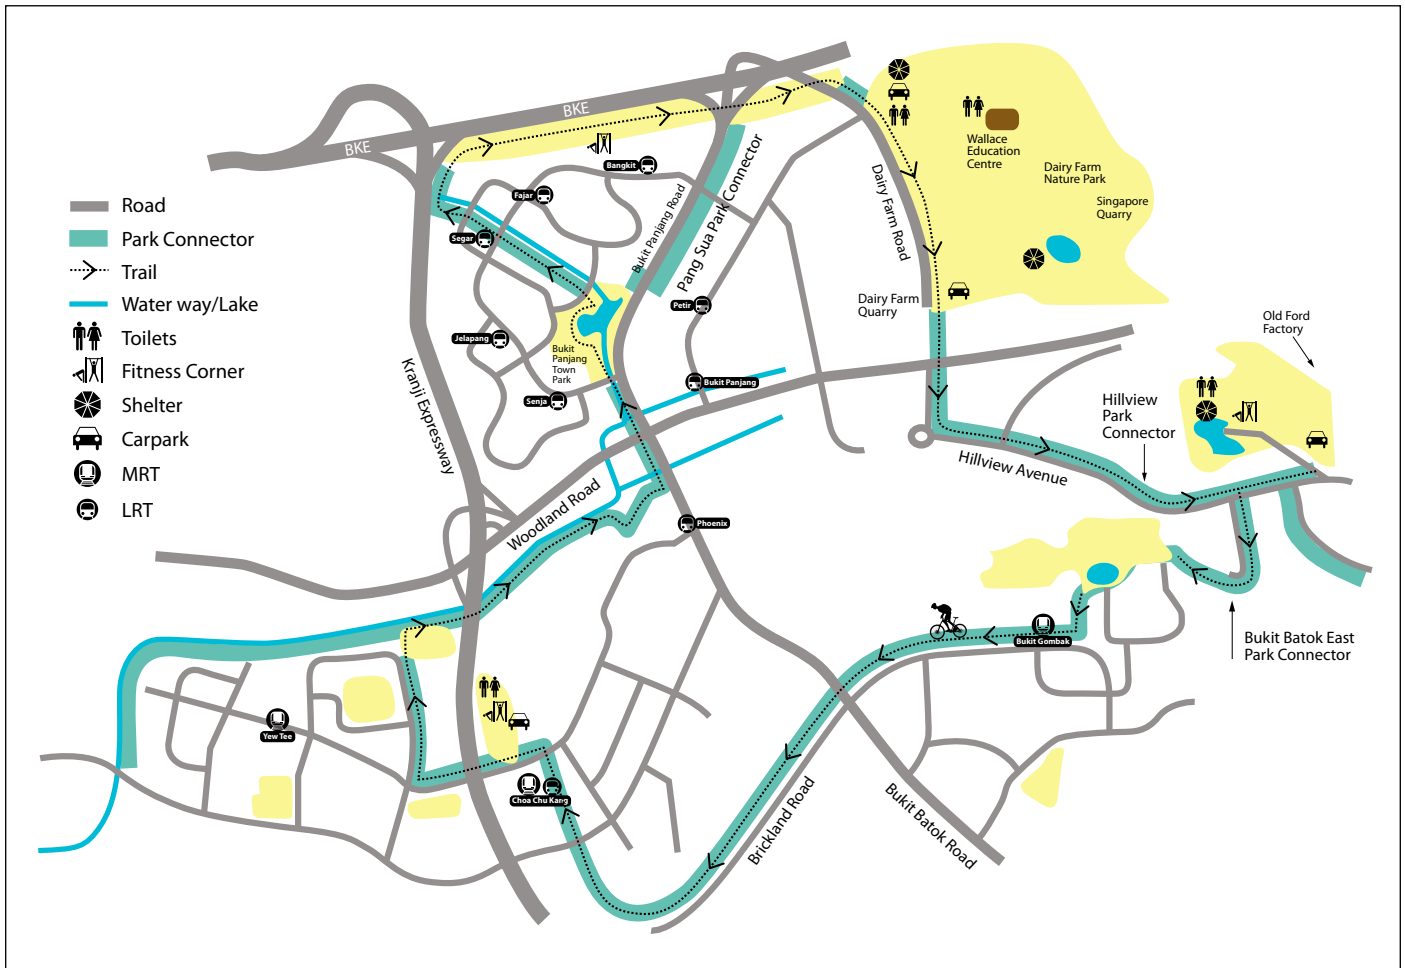 BKE
BKE
Road
Park Connector
Trail
Water way/Lake
Toilets
Fitness Corner
Shelter
Carpark
MRT
LRT
Bangkit
Fajar
Segar
Jelapang
Senja
Petir
Bukit Panjang
Phoenix
Bukit Panjang Road
Pang Sua Park Connector
Dairy Farm Road
Wallace
Education
Centre
Dairy Farm
Nature Park
Singapore
Quarry
Dairy Farm
Quarry
Old Ford
Factory
Bukit
Panjang
Town
Park
Kranji Expressway
Woodland Road
Hillview
Park
Connector
Hillview Avenue
Bukit Gombak
Bukit Batok East
Park Connector
Yew Tee
Choa Chu Kang
Brickland Road
Bukit Batok Road